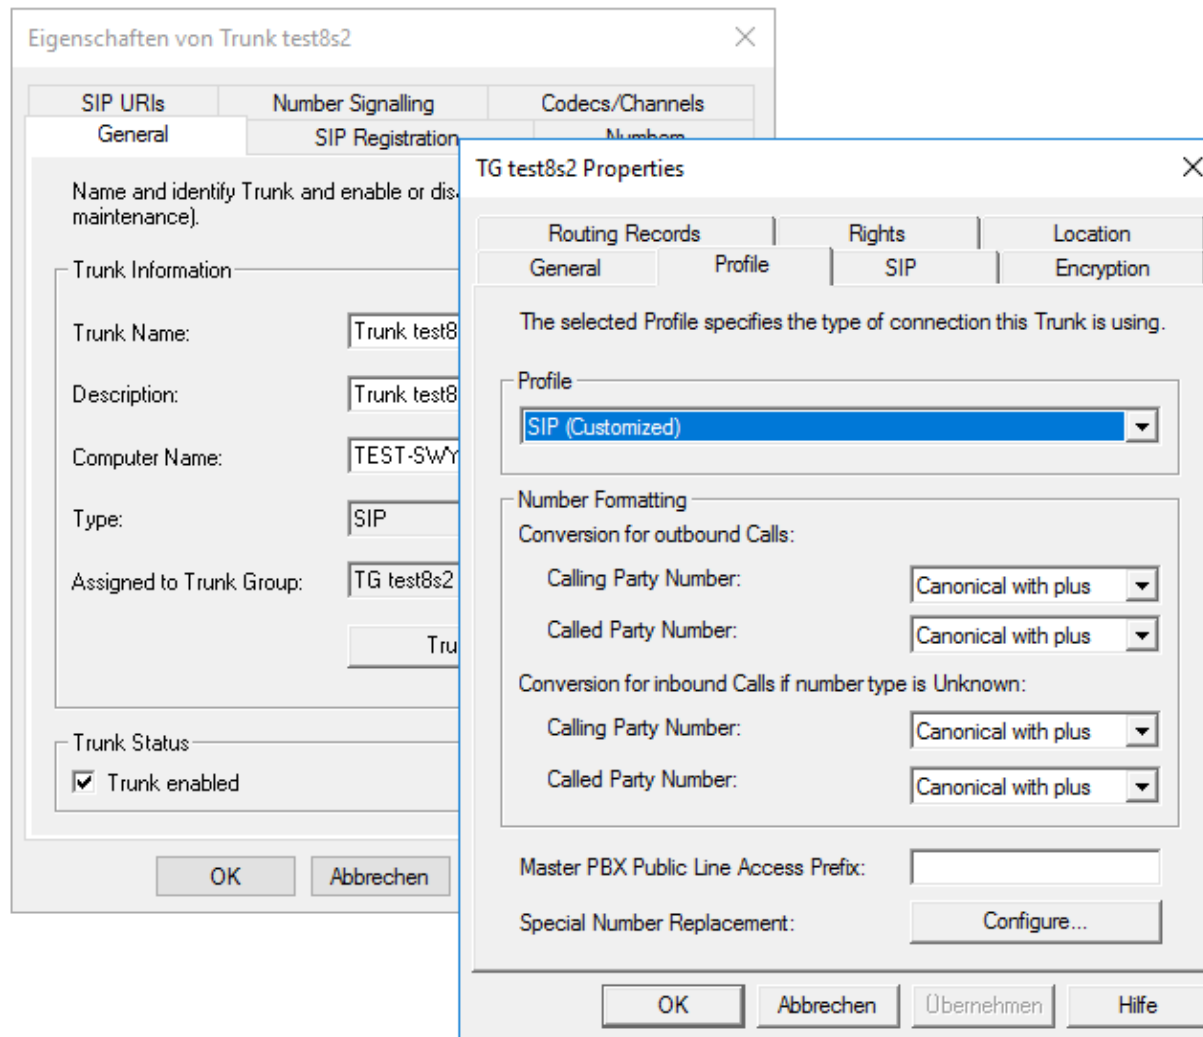 Eigenschaften von Trunk test8s2
SIP URIs Number Signalling Codecs/Channels
General SIP Registration Numbers
Name and identify Trunk and enable or
maintenance).
Trunk Information
Trunk Name: Trunk test8
Description: Trunk test8
Computer Name: TEST-SWY
Type: SIP
Assigned to Trunk Group: TG test8s2
Trunk Status
Trunk enabled
OK Abbrechen
TG test8s2 Properties
Routing Records Rights Location
General Profile SIP Encryption
The selected Profile specifies the type of connection this Trunk is using.
Profile
SIP (Customized)
Number Formatting
Conversion for outbound Calls:
Calling Party Number: Canonical with plus
Called Party Number: Canonical with plus
Conversion for inbound Calls if number type is Unknown:
Calling Party Number: Canonical with plus
Called Party Number: Canonical with plus
Master PBX Public Line Access Prefix:
Special Number Replacement: Configure...
OK Abbrechen Übernehmen Hilfe